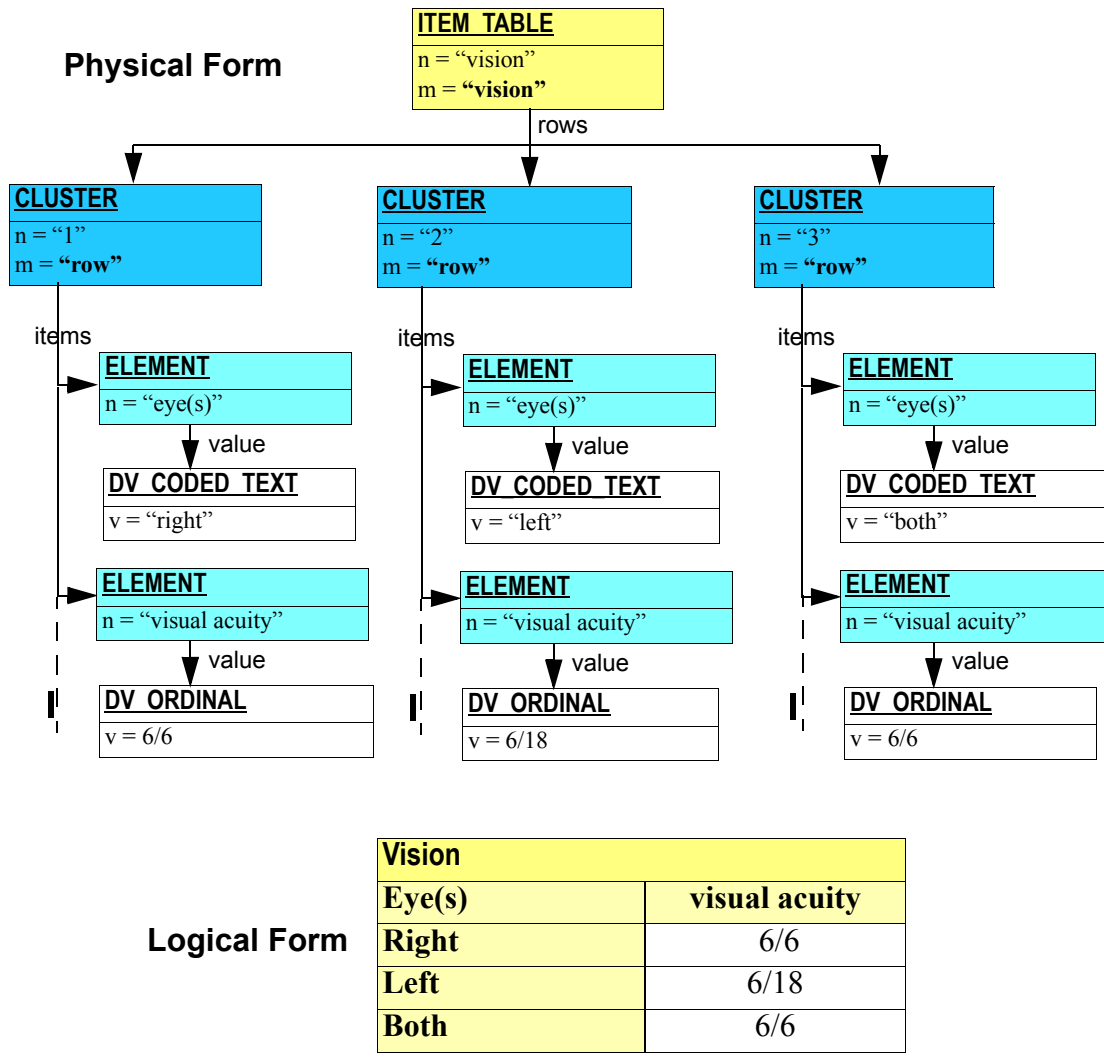 Physical Form
ITEM_TABLE
n = “vision”
m = “vision”
rows
CLUSTER
n = “1”
m = “row”
CLUSTER
n = “2”
m = “row”
CLUSTER
n = “3”
m = “row”
items
items
items
ELEMENT
n = “eye(s)”
ELEMENT
n = “eye(s)”
ELEMENT
n = “eye(s)”
value
value
value
DV_CODED_TEXT
v = “right”
DV_CODED_TEXT
v = “left”
DV_CODED_TEXT
v = “both”
ELEMENT
n = “visual acuity”
ELEMENT
n = “visual acuity”
ELEMENT
n = “visual acuity”
value
value
value
DV_ORDINAL
v = 6/6
DV_ORDINAL
v = 6/18
DV_ORDINAL
v = 6/6
Logical Form
Vision
Eye(s) visual acuity
Right 6/6
Left 6/18
Both 6/6